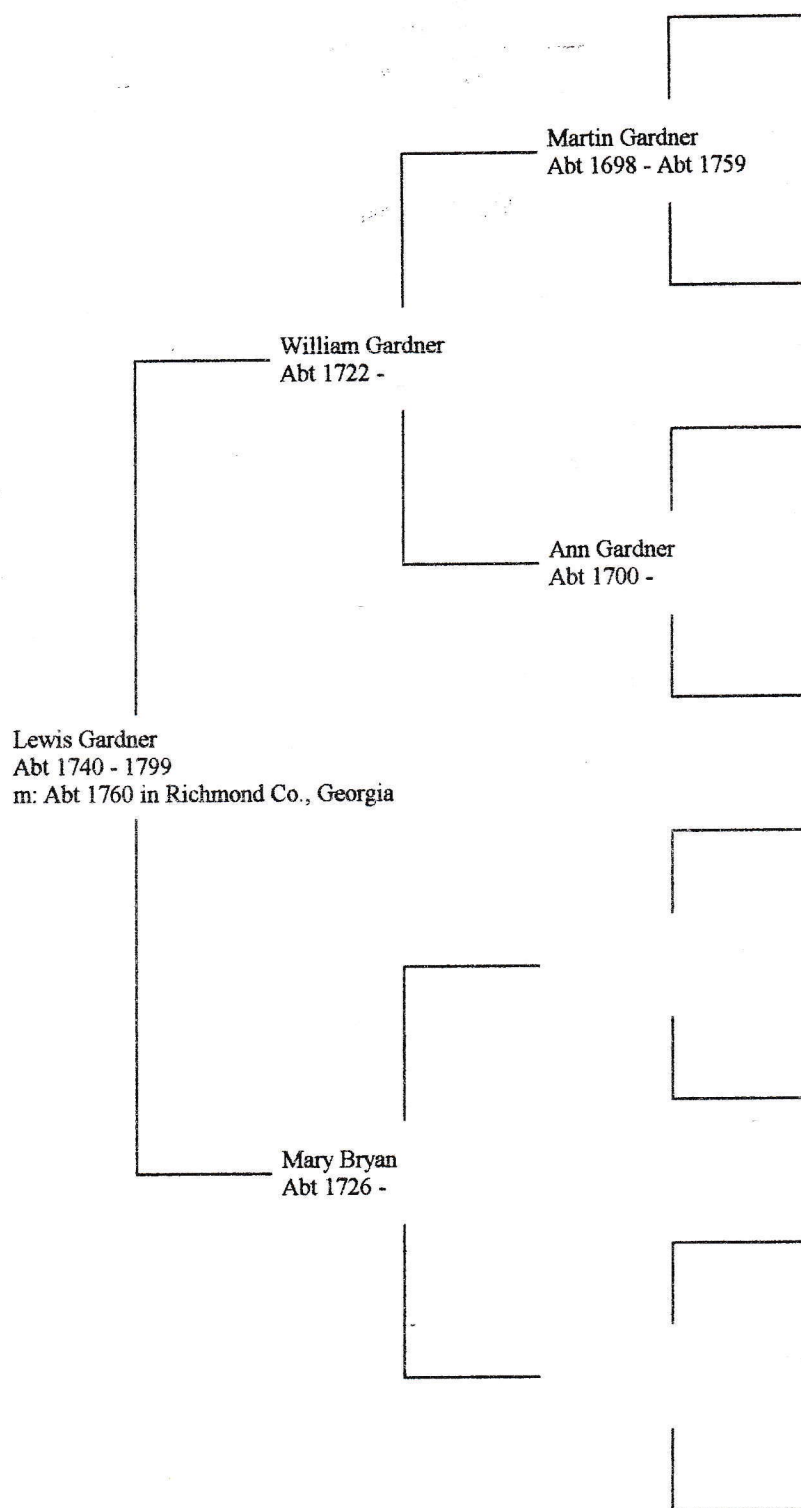 Martin Gardner
Abt 1698 - Abt 1759
William Gardner
Abt 1722 -
Ann Gardner
Abt 1700 -
Lewis Gardner
Abt 1740 - 1799
m: Abt 1760 in Richmond Co., Georgia
Mary Bryan
Abt 1726 -